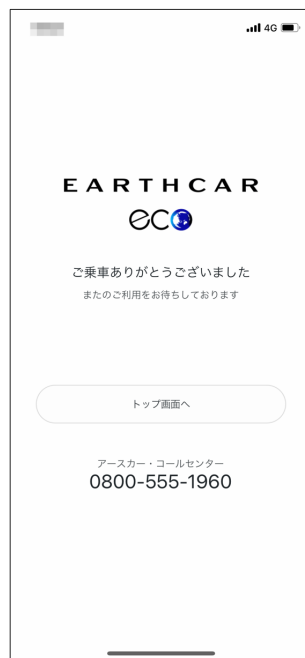 4G
EARTHCAR
eco
ご乗車ありがとうございました
またのご利用をお待ちしております
トップ画面へ
アースカー・コールセンター
0800-555-1960